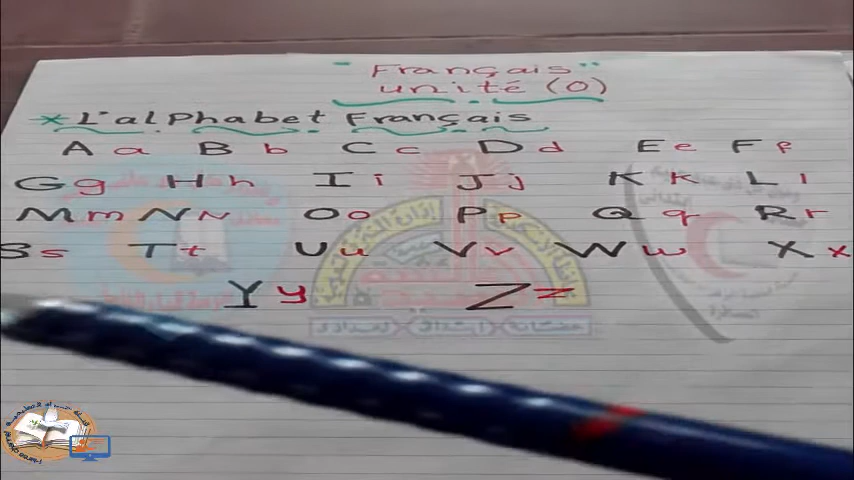 "Français"
unité (0)
* L'alPhabet Français
A a B b C c D d E e F f
G g H h I i J j K k L l
M m N n O o P p Q q R r
S s T t U u V v W w X x
Y y Z z